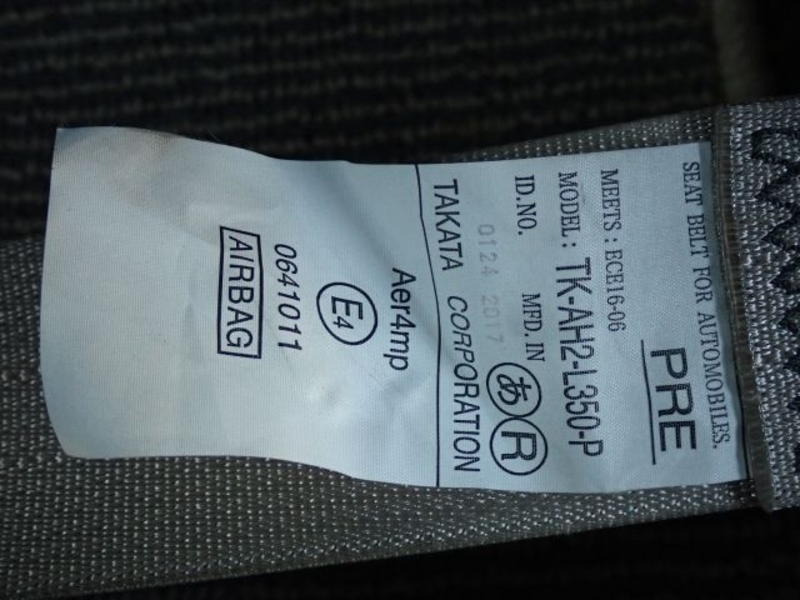 SEAT BELT FOR AUTOMOBILES.
PRE
MEETS : ECE16-06
MODEL : TK-AH2-L350-P
ID.NO. MFD. IN
0124 2017 あ R
TAKATA CORPORATION
Aer4mp
E4
0641011
AIRBAG